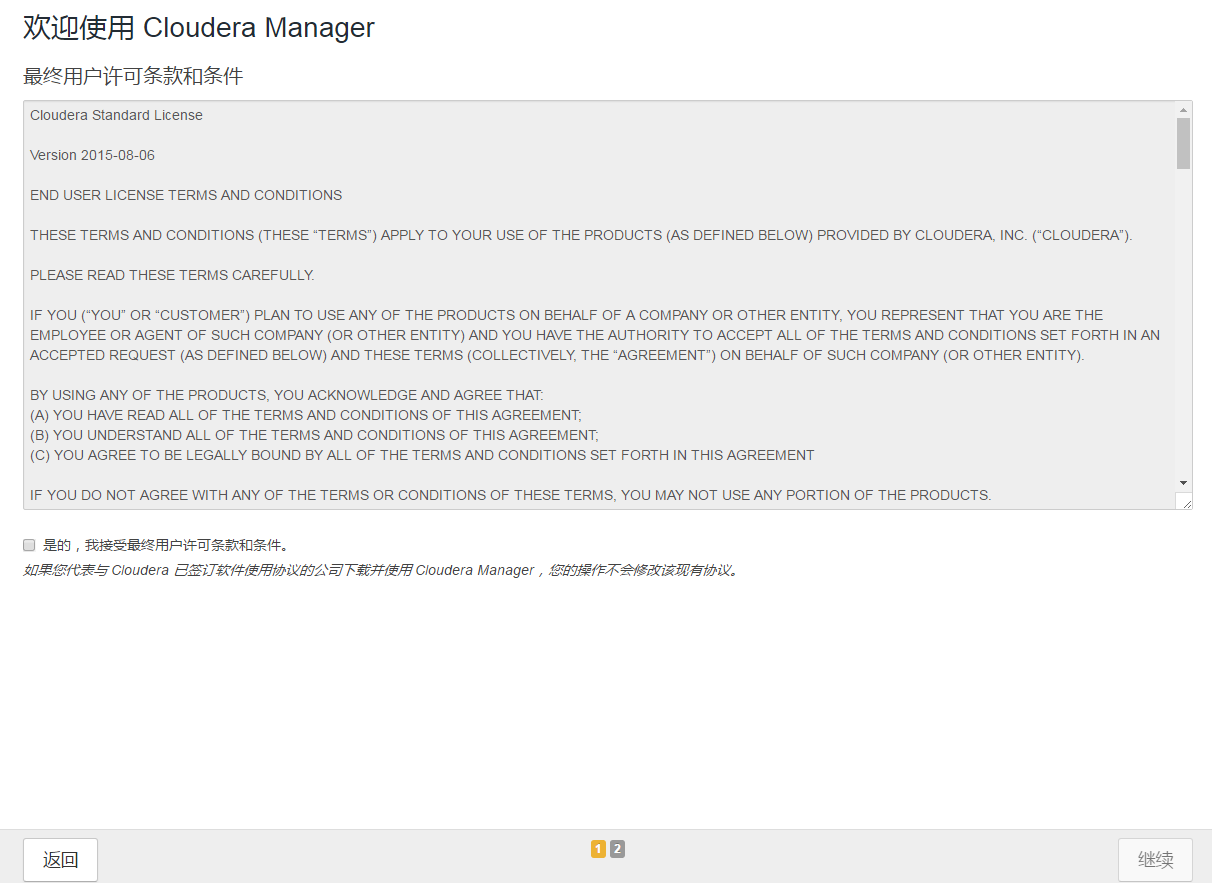 欢迎使用 Cloudera Manager
最终用户许可条款和条件
Cloudera Standard License
Version 2015-08-06
END USER LICENSE TERMS AND CONDITIONS
THESE TERMS AND CONDITIONS (THESE “TERMS”) APPLY TO YOUR USE OF THE PRODUCTS (AS DEFINED BELOW) PROVIDED BY CLOUDERA, INC. (“CLOUDERA”).
PLEASE READ THESE TERMS CAREFULLY.
IF YOU (“YOU” OR “CUSTOMER”) PLAN TO USE ANY OF THE PRODUCTS ON BEHALF OF A COMPANY OR OTHER ENTITY, YOU REPRESENT THAT YOU ARE THE
EMPLOYEE OR AGENT OF SUCH COMPANY (OR OTHER ENTITY) AND YOU HAVE THE AUTHORITY TO ACCEPT ALL OF THE TERMS AND CONDITIONS SET FORTH IN AN
ACCEPTED REQUEST (AS DEFINED BELOW) AND THESE TERMS (COLLECTIVELY, THE “AGREEMENT”) ON BEHALF OF SUCH COMPANY (OR OTHER ENTITY).
BY USING ANY OF THE PRODUCTS, YOU ACKNOWLEDGE AND AGREE THAT:
(A) YOU HAVE READ ALL OF THE TERMS AND CONDITIONS OF THIS AGREEMENT;
(B) YOU UNDERSTAND ALL OF THE TERMS AND CONDITIONS OF THIS AGREEMENT;
(C) YOU AGREE TO BE LEGALLY BOUND BY ALL OF THE TERMS AND CONDITIONS SET FORTH IN THIS AGREEMENT
IF YOU DO NOT AGREE WITH ANY OF THE TERMS OR CONDITIONS OF THESE TERMS, YOU MAY NOT USE ANY PORTION OF THE PRODUCTS.
是的，我接受最终用户许可条款和条件。
如果您代表与 Cloudera 已签订软件使用协议的公司下载并使用 Cloudera Manager，您的操作不会修改该现有协议。
返回
1 2
继续